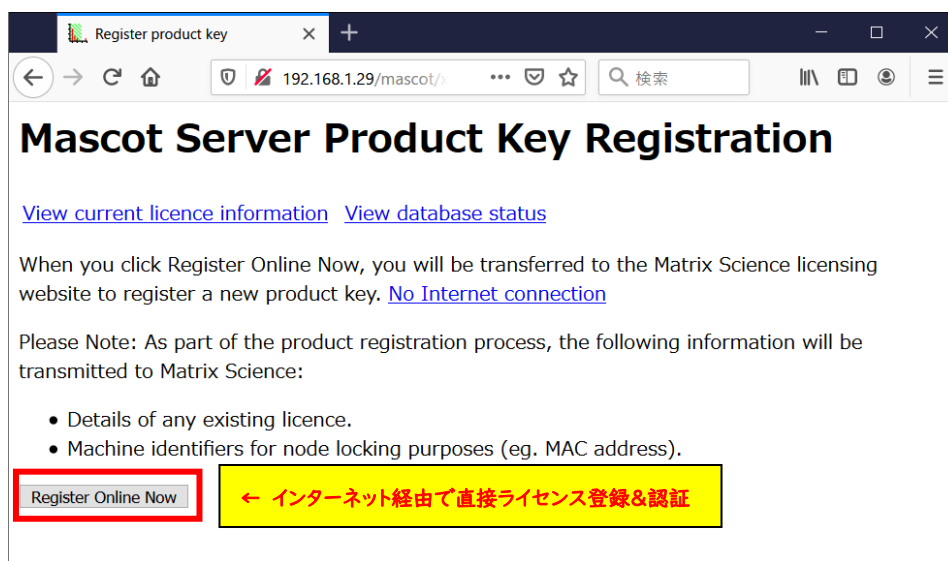 Register product key
192.168.1.29/mascot/
検索
Mascot Server Product Key Registration
View current licence information View database status
When you click Register Online Now, you will be transferred to the Matrix Science licensing
website to register a new product key. No Internet connection
Please Note: As part of the product registration process, the following information will be
transmitted to Matrix Science:
• Details of any existing licence.
• Machine identifiers for node locking purposes (eg. MAC address).
Register Online Now
← インターネット経由で直接ライセンス登録&認証